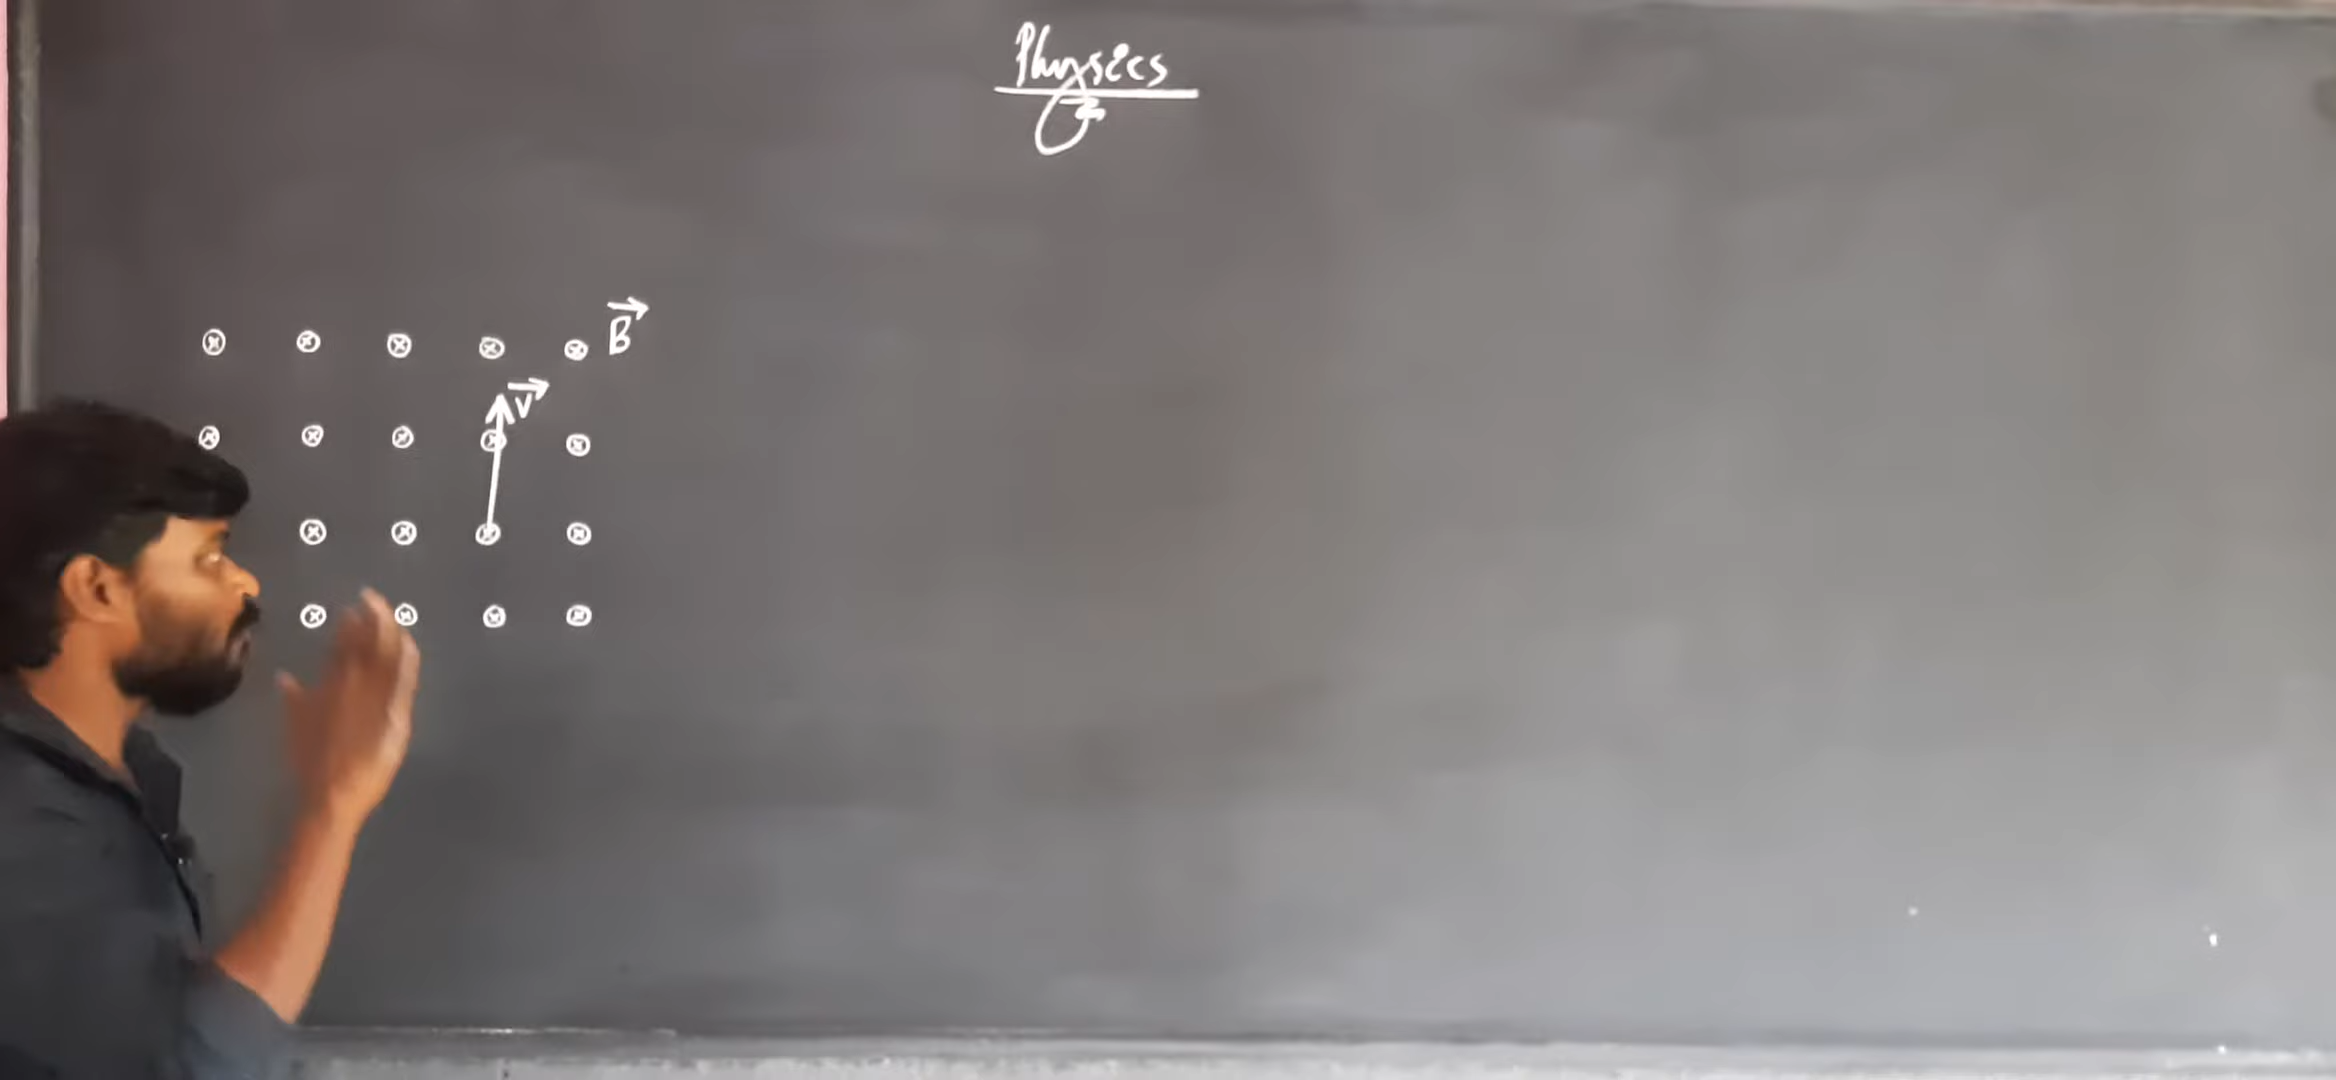 Physics
⊗ ⊗ ⊗ ⊗ ⊗ B⃗
V⃗
⊗ ⊗ ⊗ ⊗ ⊗
⊗ ⊗ ⊗ ⊗
⊗ ⊗ ⊗ ⊗